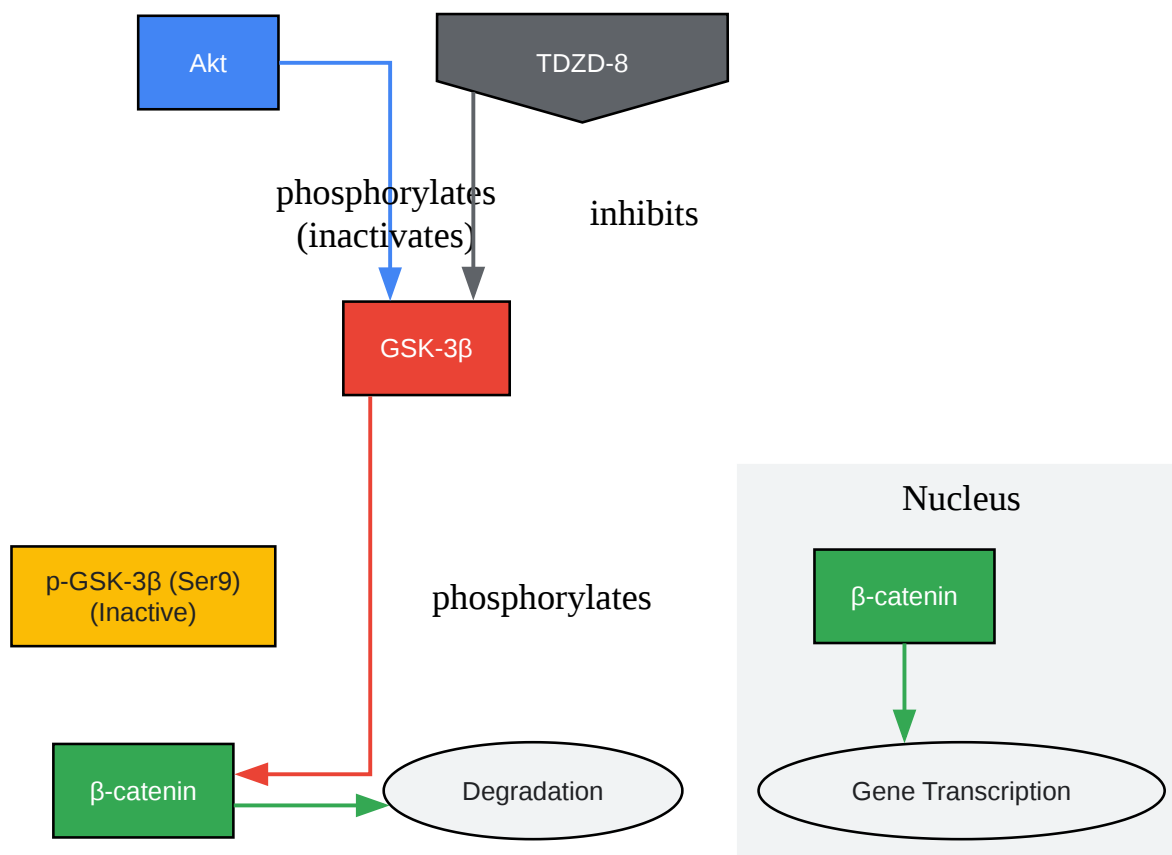 Akt
TDZD-8
phosphorylates
(inactivates)
inhibits
GSK-3β
Nucleus
p-GSK-3β (Ser9)
(Inactive)
phosphorylates
β-catenin
β-catenin
Degradation
Gene Transcription